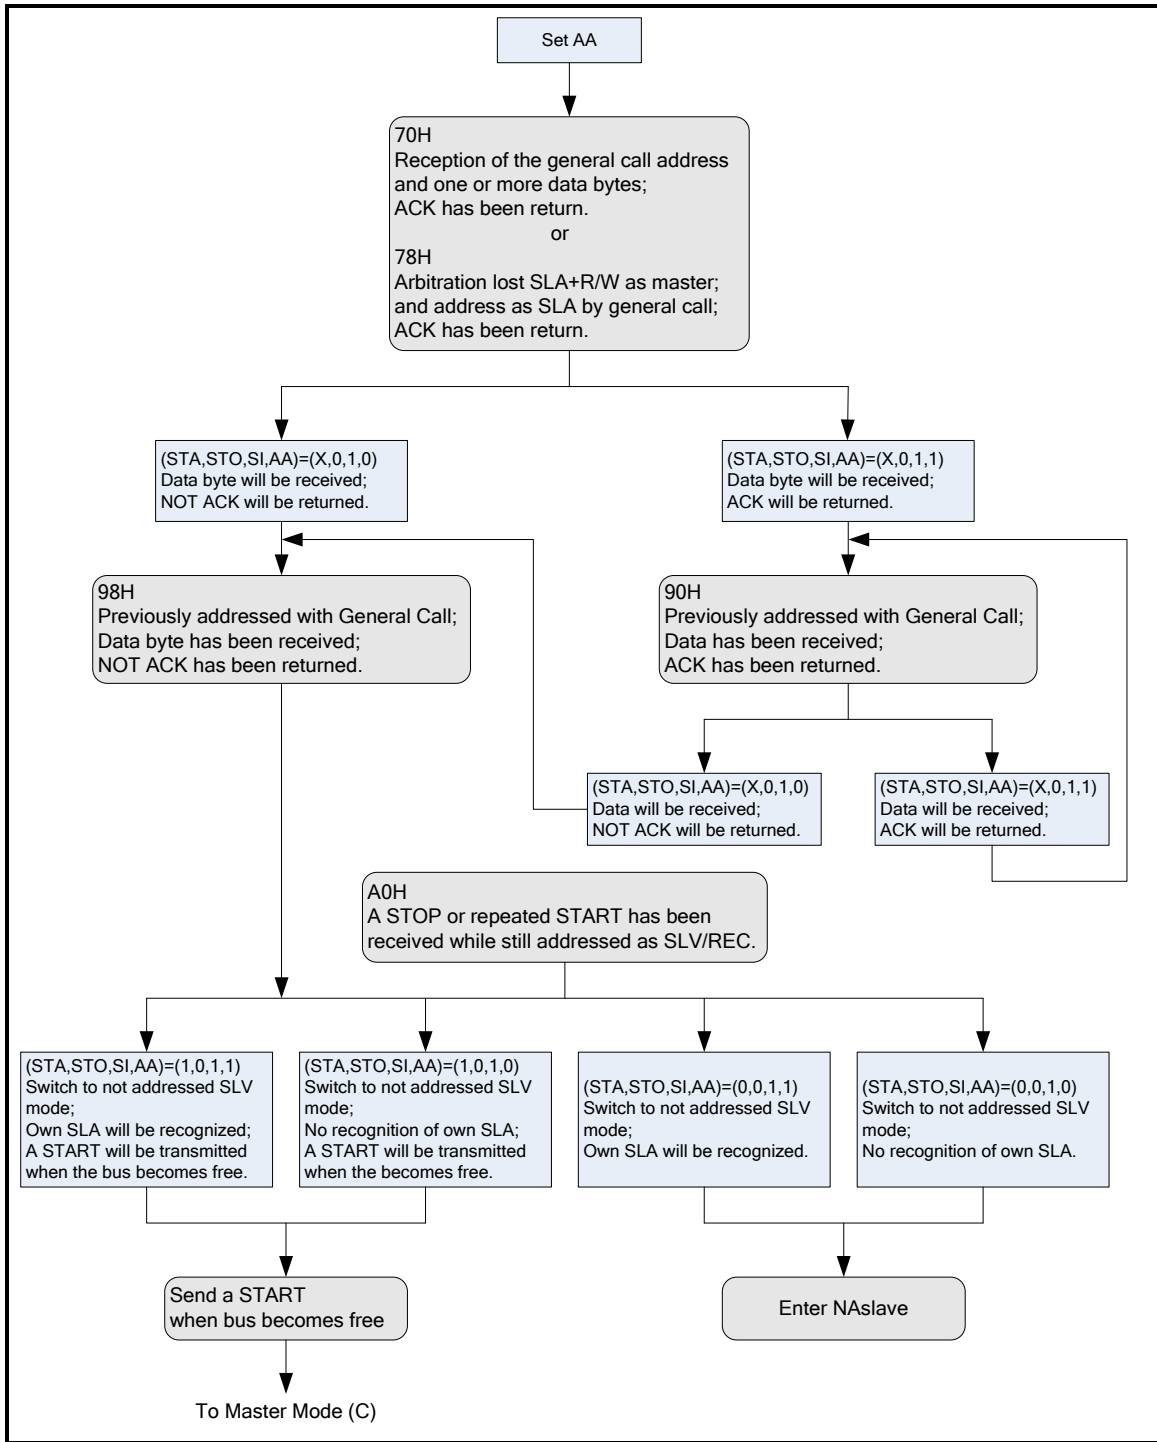 Set AA
70H
Reception of the general call address
and one or more data bytes;
ACK has been return.
or
78H
Arbitration lost SLA+R/W as master;
and address as SLA by general call;
ACK has been return.
(STA,STO,SI,AA)=(X,0,1,0)
Data byte will be received;
NOT ACK will be returned.
(STA,STO,SI,AA)=(X,0,1,1)
Data byte will be received;
ACK will be returned.
98H
Previously addressed with General Call;
Data byte has been received;
NOT ACK has been returned.
90H
Previously addressed with General Call;
Data has been received;
ACK has been returned.
(STA,STO,SI,AA)=(X,0,1,0)
Data will be received;
NOT ACK will be returned.
(STA,STO,SI,AA)=(X,0,1,1)
Data will be received;
ACK will be returned.
A0H
A STOP or repeated START has been
received while still addressed as SLV/REC.
(STA,STO,SI,AA)=(1,0,1,1)
Switch to not addressed SLV
mode;
Own SLA will be recognized;
A START will be transmitted
when the bus becomes free.
(STA,STO,SI,AA)=(1,0,1,0)
Switch to not addressed SLV
mode;
No recognition of own SLA;
A START will be transmitted
when the becomes free.
(STA,STO,SI,AA)=(0,0,1,1)
Switch to not addressed SLV
mode;
Own SLA will be recognized.
(STA,STO,SI,AA)=(0,0,1,0)
Switch to not addressed SLV
mode;
No recognition of own SLA.
Send a START
when bus becomes free
Enter NAslave
To Master Mode (C)